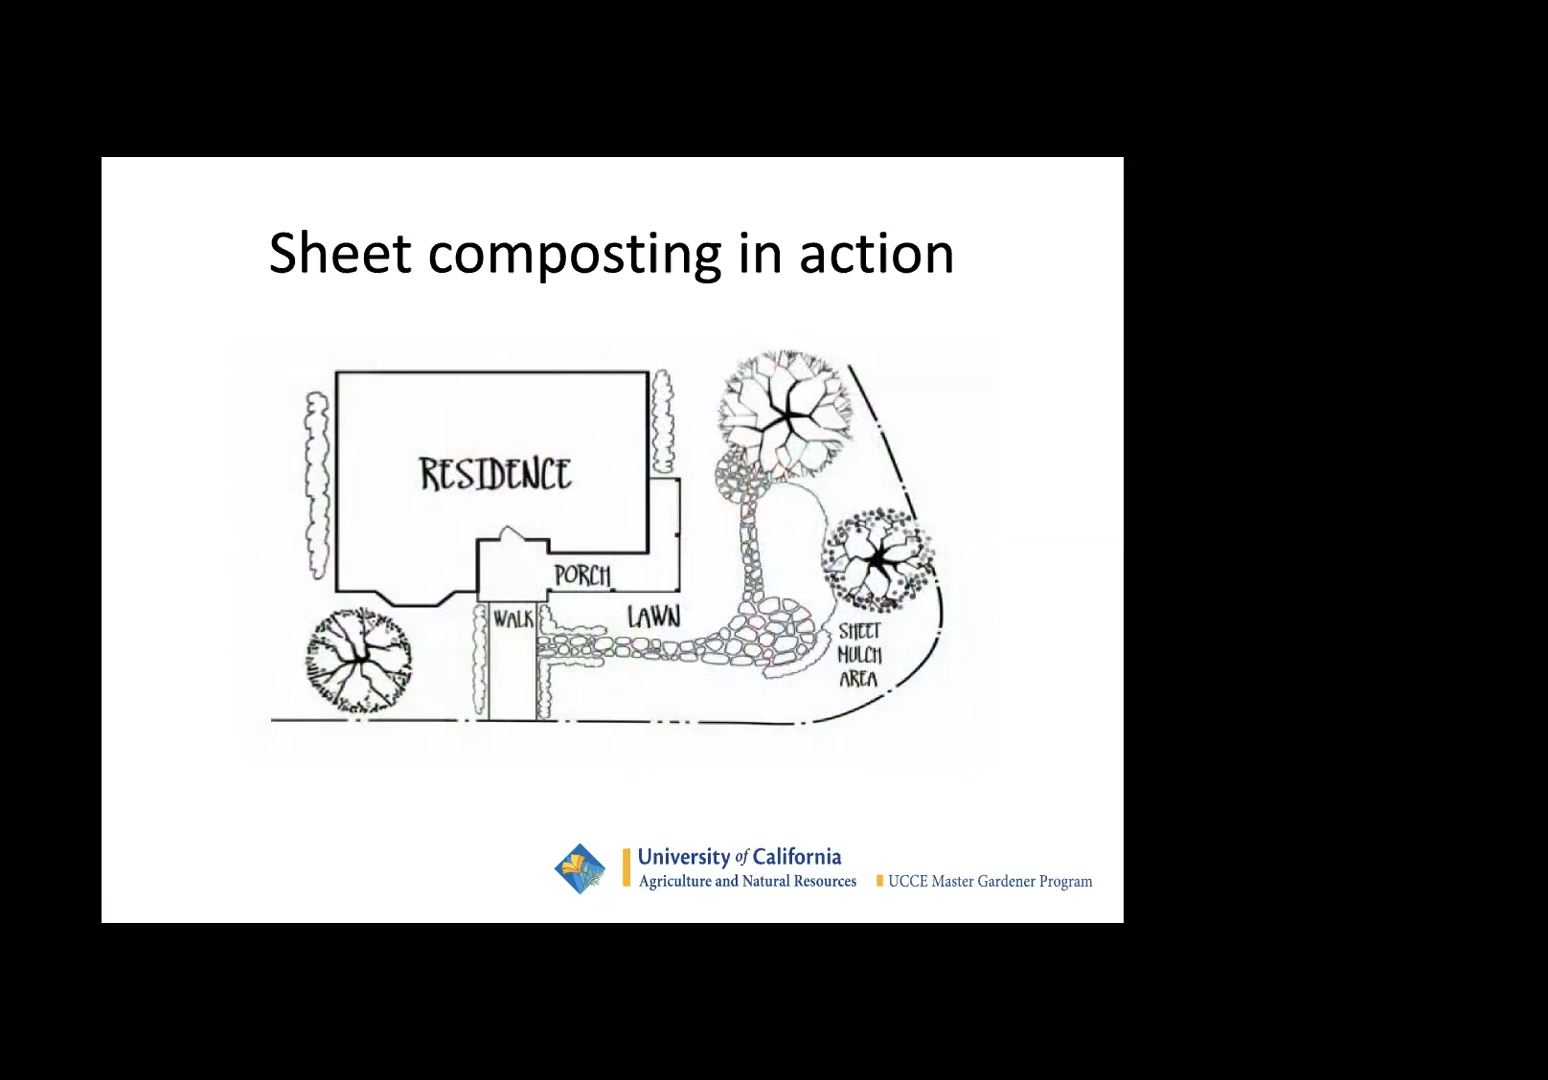 Sheet composting in action
RESIDENCE
PORCH
WALK
LAWN
SHEET
MULCH
AREA
University of California
Agriculture and Natural Resources
UCCE Master Gardener Program